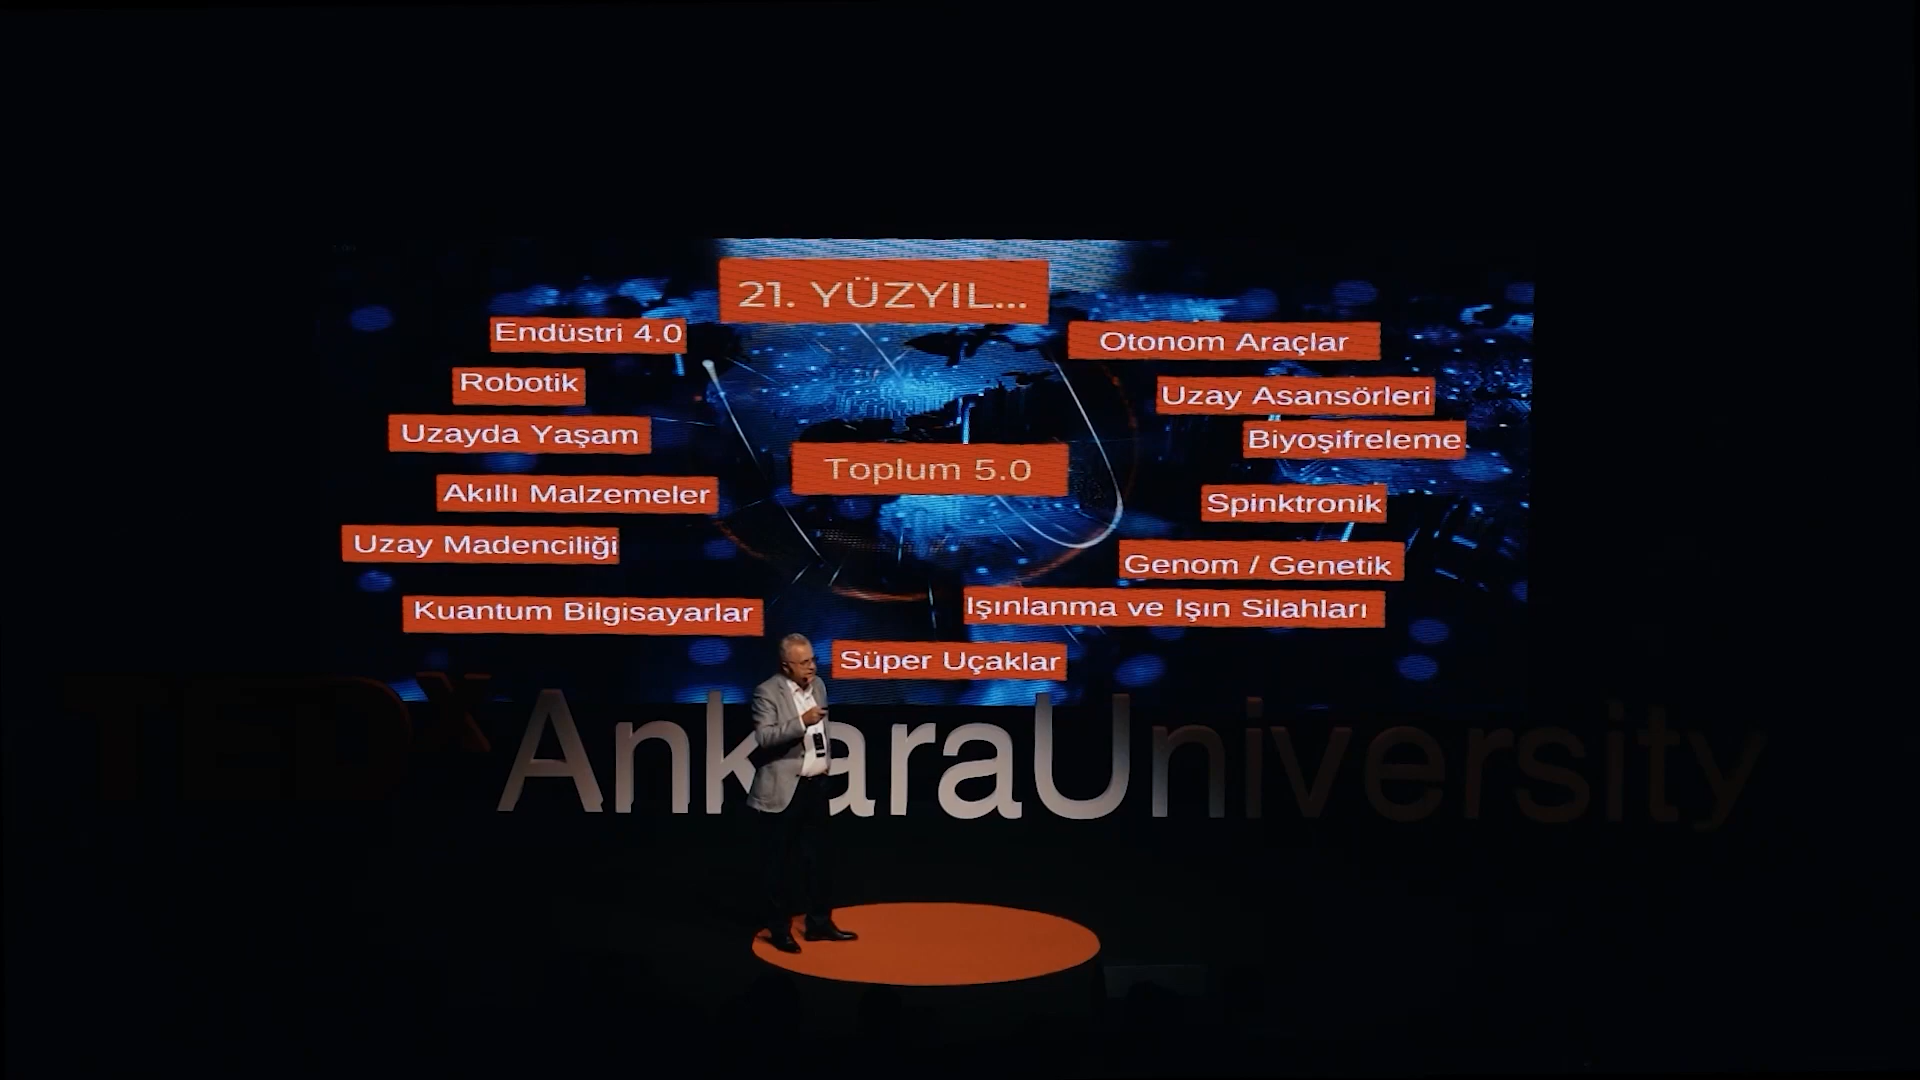 21. YÜZYIL...
Endüstri 4.0
Robotik
Uzayda Yaşam
Akıllı Malzemeler
Uzay Madenciliği
Kuantum Bilgisayarlar
Toplum 5.0
Otonom Araçlar
Uzay Asansörleri
Biyoşifreleme
Spinktronik
Genom / Genetik
Işınlanma ve Işın Silahları
Süper Uçaklar
TEDx AnkaraUniversity